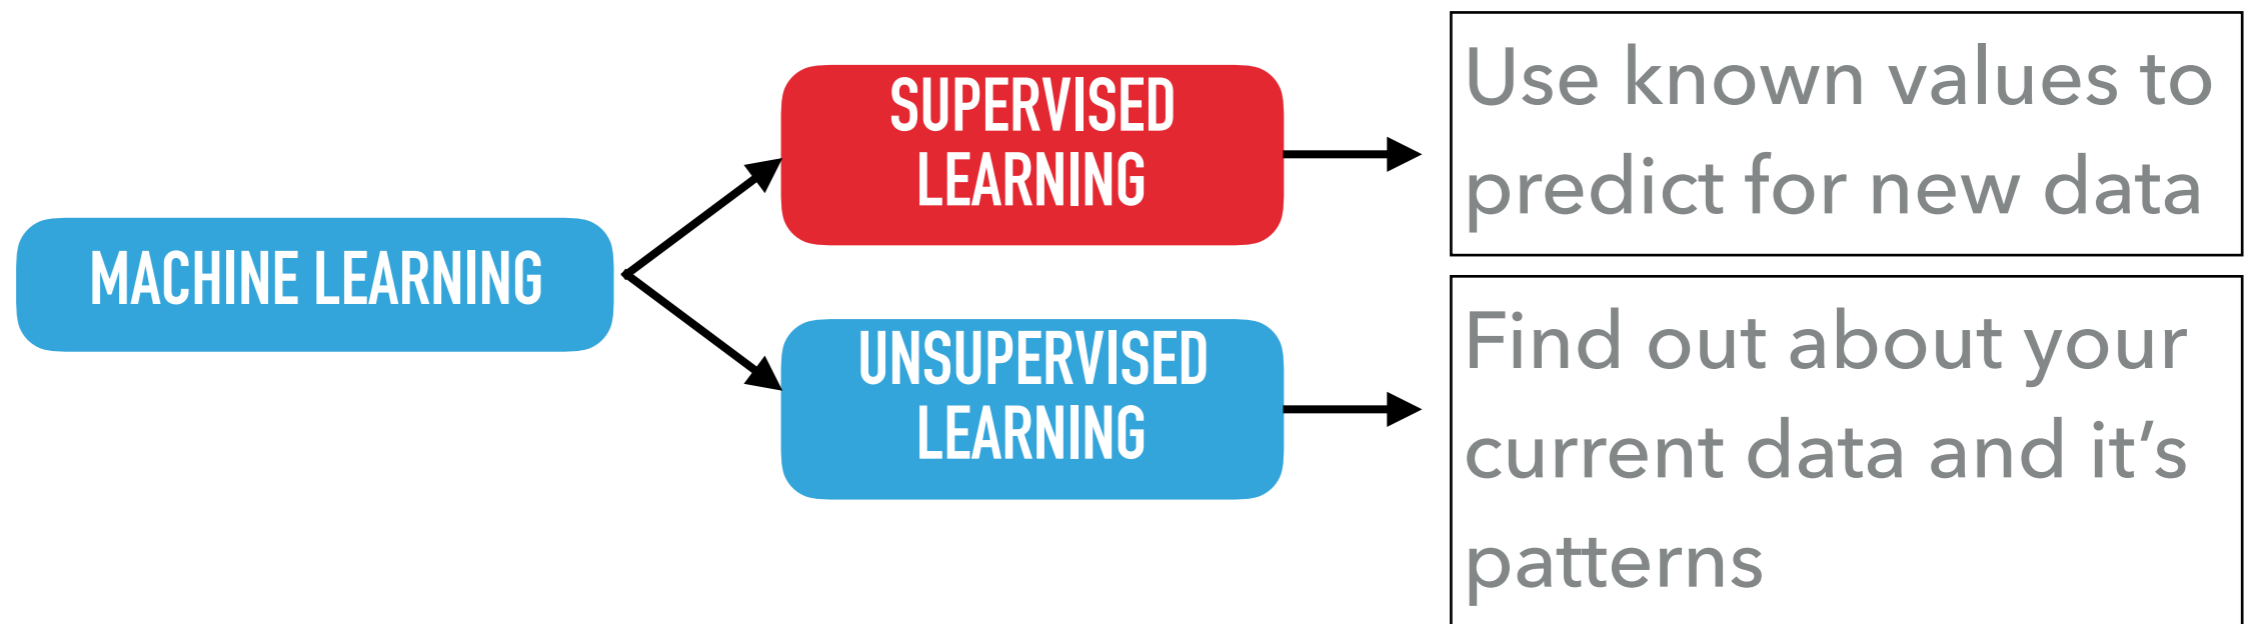 MACHINE LEARNING
SUPERVISED
LEARNING
Use known values to
predict for new data
UNSUPERVISED
LEARNING
Find out about your
current data and it’s
patterns